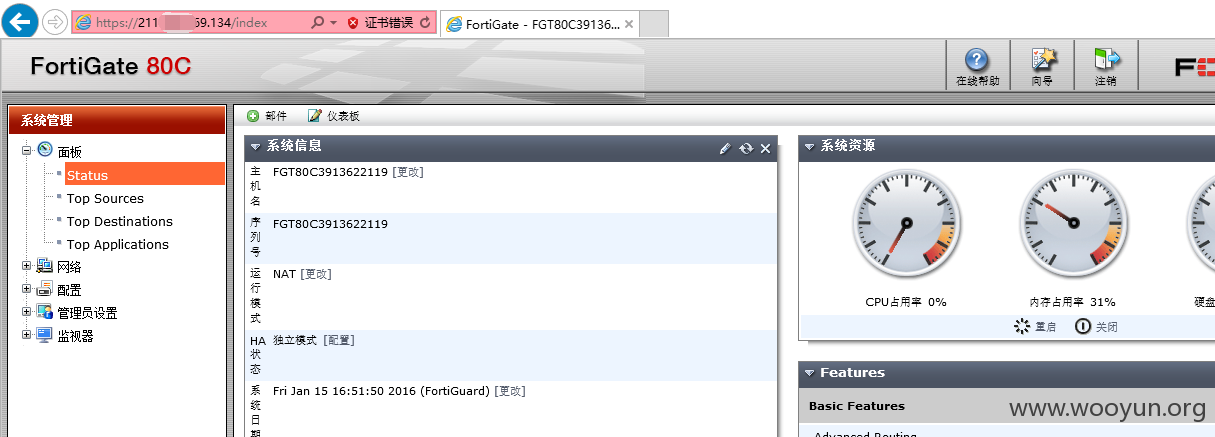 https://211 69.134/index
证书错误
FortiGate - FGT80C3913622...
FortiGate 80C
在线帮助
向导
注销
系统管理
部件
仪表板
面板
Status
Top Sources
Top Destinations
Top Applications
网络
配置
管理员设置
监视器
系统信息
主机名
FGT80C3913622119 [更改]
序列号
FGT80C3913622119
运行模式
NAT [更改]
HA状态
独立模式 [配置]
系统日期
Fri Jan 15 16:51:50 2016 (FortiGuard) [更改]
系统资源
CPU占用率 0%
内存占用率 31%
硬盘
重启
关闭
Features
Basic Features
Advanced Routing
www.wooyun.org